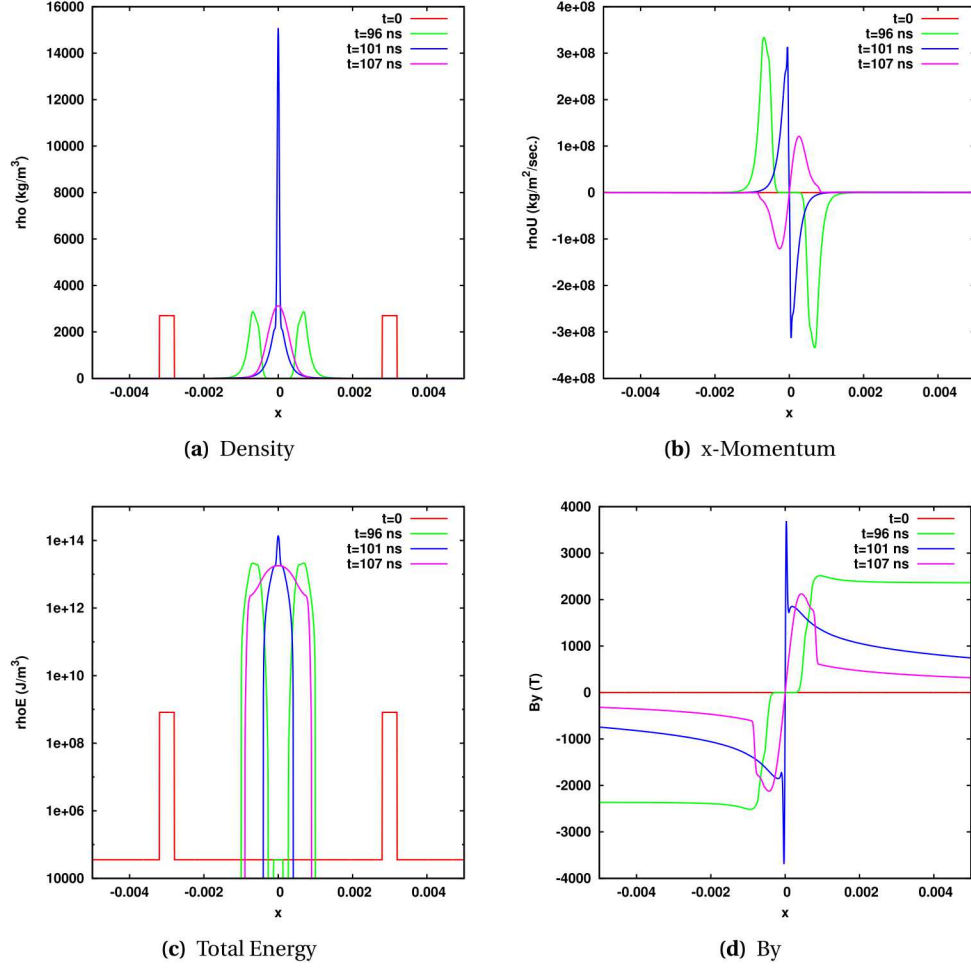 16000
14000
12000
10000
8000
6000
4000
2000
0
rho (kg/m³)
t=0
t=96 ns
t=101 ns
t=107 ns
-0.004 -0.002 0 0.002 0.004
x
(a) Density
4e+08
3e+08
2e+08
1e+08
0
-1e+08
-2e+08
-3e+08
-4e+08
rhoU (kg/m²/sec.)
t=0
t=96 ns
t=101 ns
t=107 ns
-0.004 -0.002 0 0.002 0.004
x
(b) x-Momentum
1e+14
1e+12
1e+10
1e+08
1e+06
10000
rhoE (J/m³)
t=0
t=96 ns
t=101 ns
t=107 ns
-0.004 -0.002 0 0.002 0.004
x
(c) Total Energy
4000
3000
2000
1000
0
-1000
-2000
-3000
-4000
By (T)
t=0
t=96 ns
t=101 ns
t=107 ns
-0.004 -0.002 0 0.002 0.004
x
(d) By